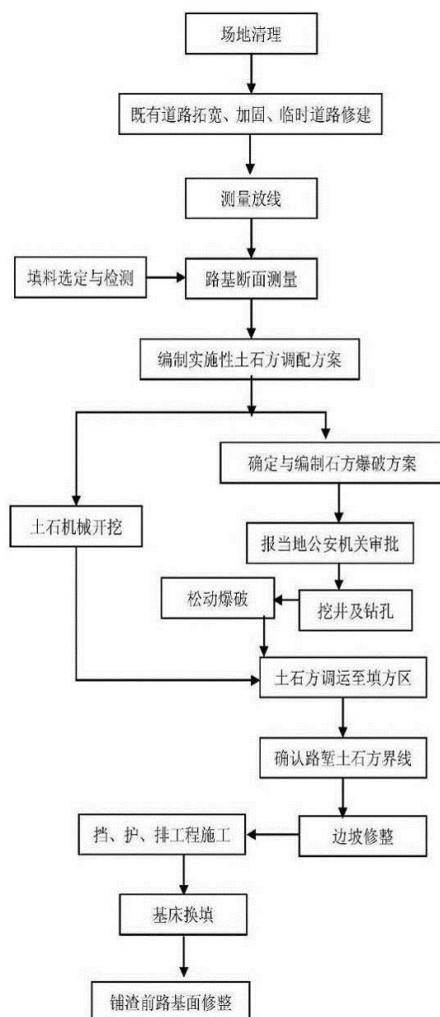 场地清理
既有道路拓宽、加固、临时道路修建
测量放线
填料选定与检测
路基断面测量
编制实施性土石方调配方案
确定与编制石方爆破方案
土石机械开挖
报当地公安机关审批
松动爆破
挖井及钻孔
土石方调运至填方区
确认路堑土石方界线
挡、护、排工程施工
边坡修整
基床换填
铺渣前路基面修整